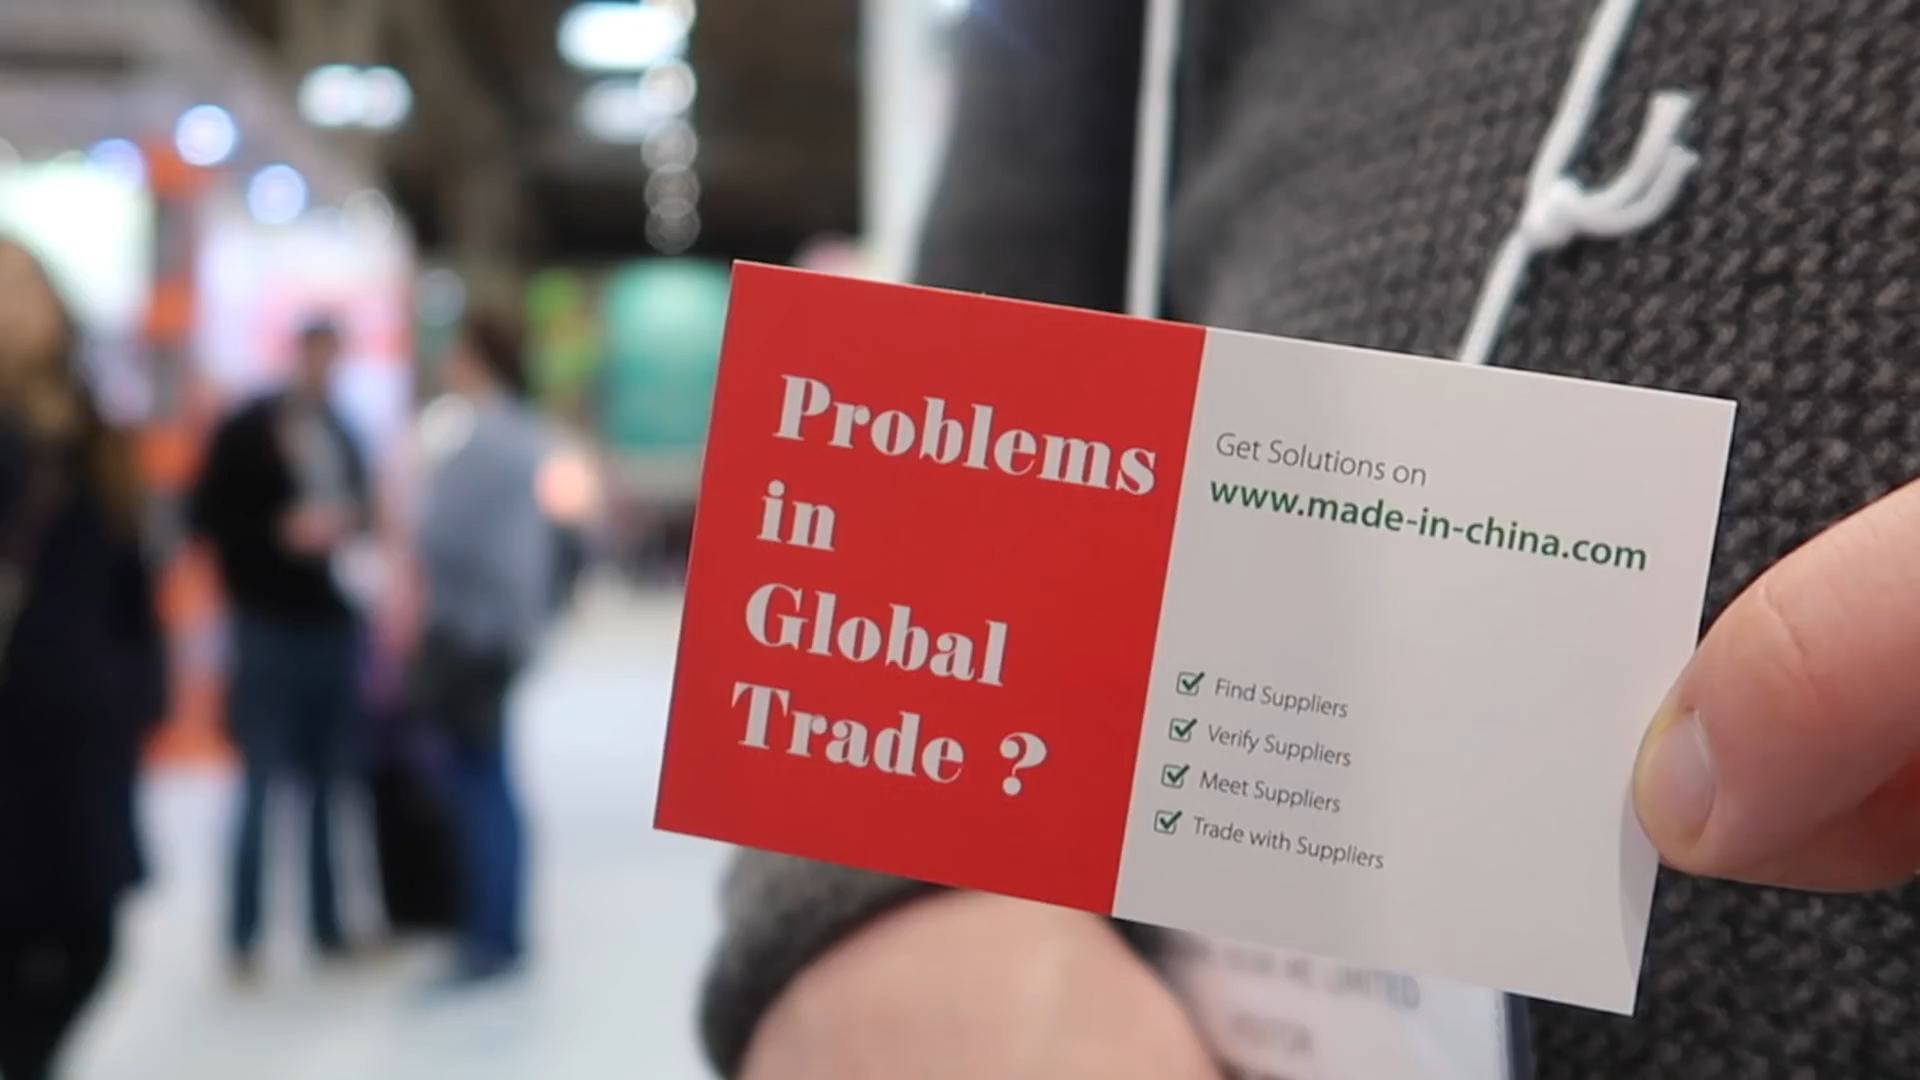 Problems
in
Global
Trade ?
Get Solutions on
www.made-in-china.com
Find Suppliers
Verify Suppliers
Meet Suppliers
Trade with Suppliers
LIMITED